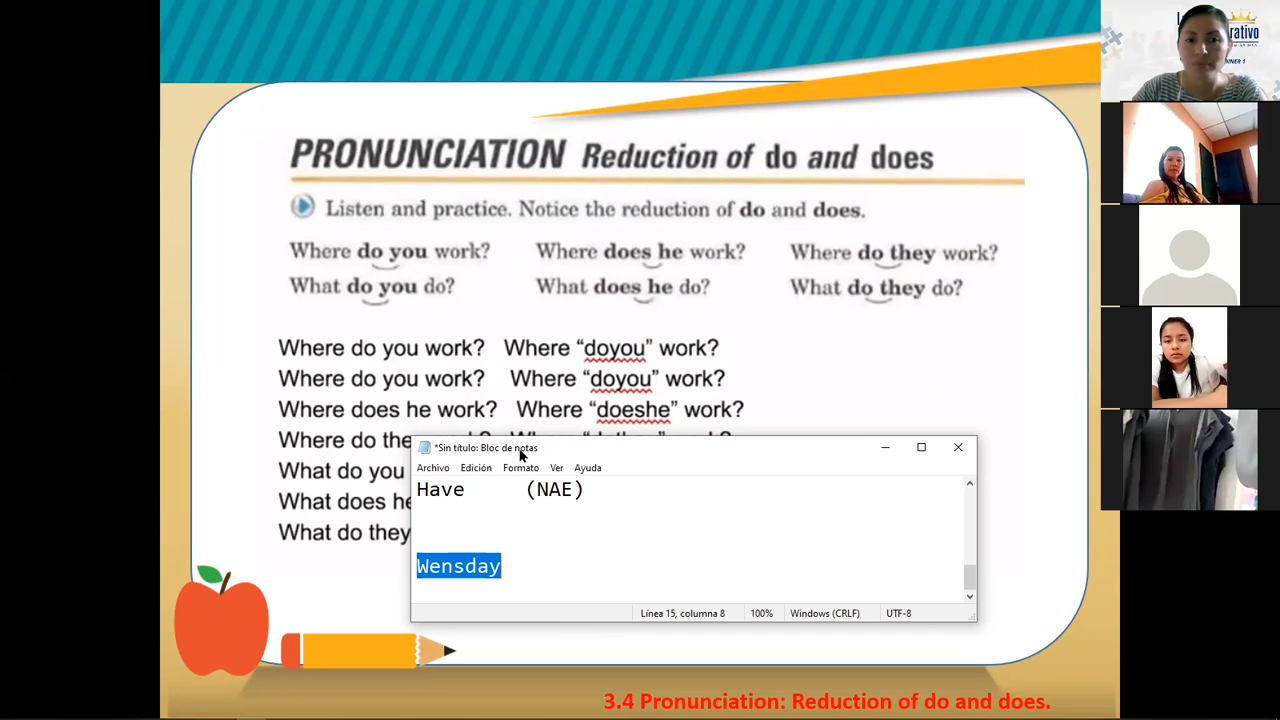 PRONUNCIATION Reduction of do and does
Listen and practice. Notice the reduction of do and does.
Where do you work? Where does he work? Where do they work?
What do you do? What does he do? What do they do?
Where do you work? Where “doyou” work?
Where do you work? Where “doyou” work?
Where does he work? Where “doeshe” work?
Where do
What do you
What does
What do they
*Sin título: Bloc de notas
Archivo Edición Formato Ver Ayuda
Have (NAE)
Wensday
Línea 15, columna 8 100% Windows (CRLF) UTF-8
3.4 Pronunciation: Reduction of do and does.